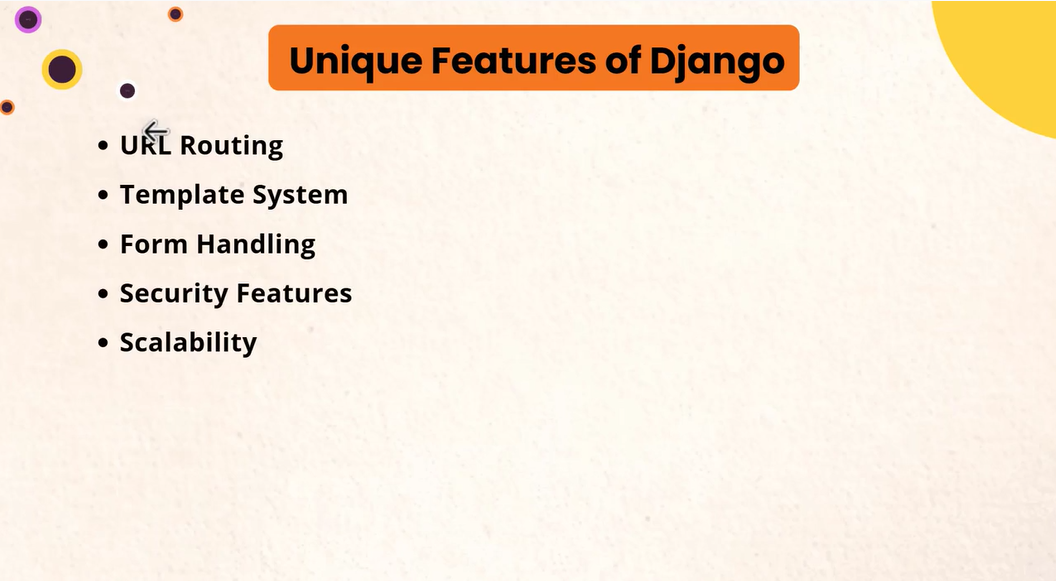 Unique Features of Django
• URL Routing
• Template System
• Form Handling
• Security Features
• Scalability